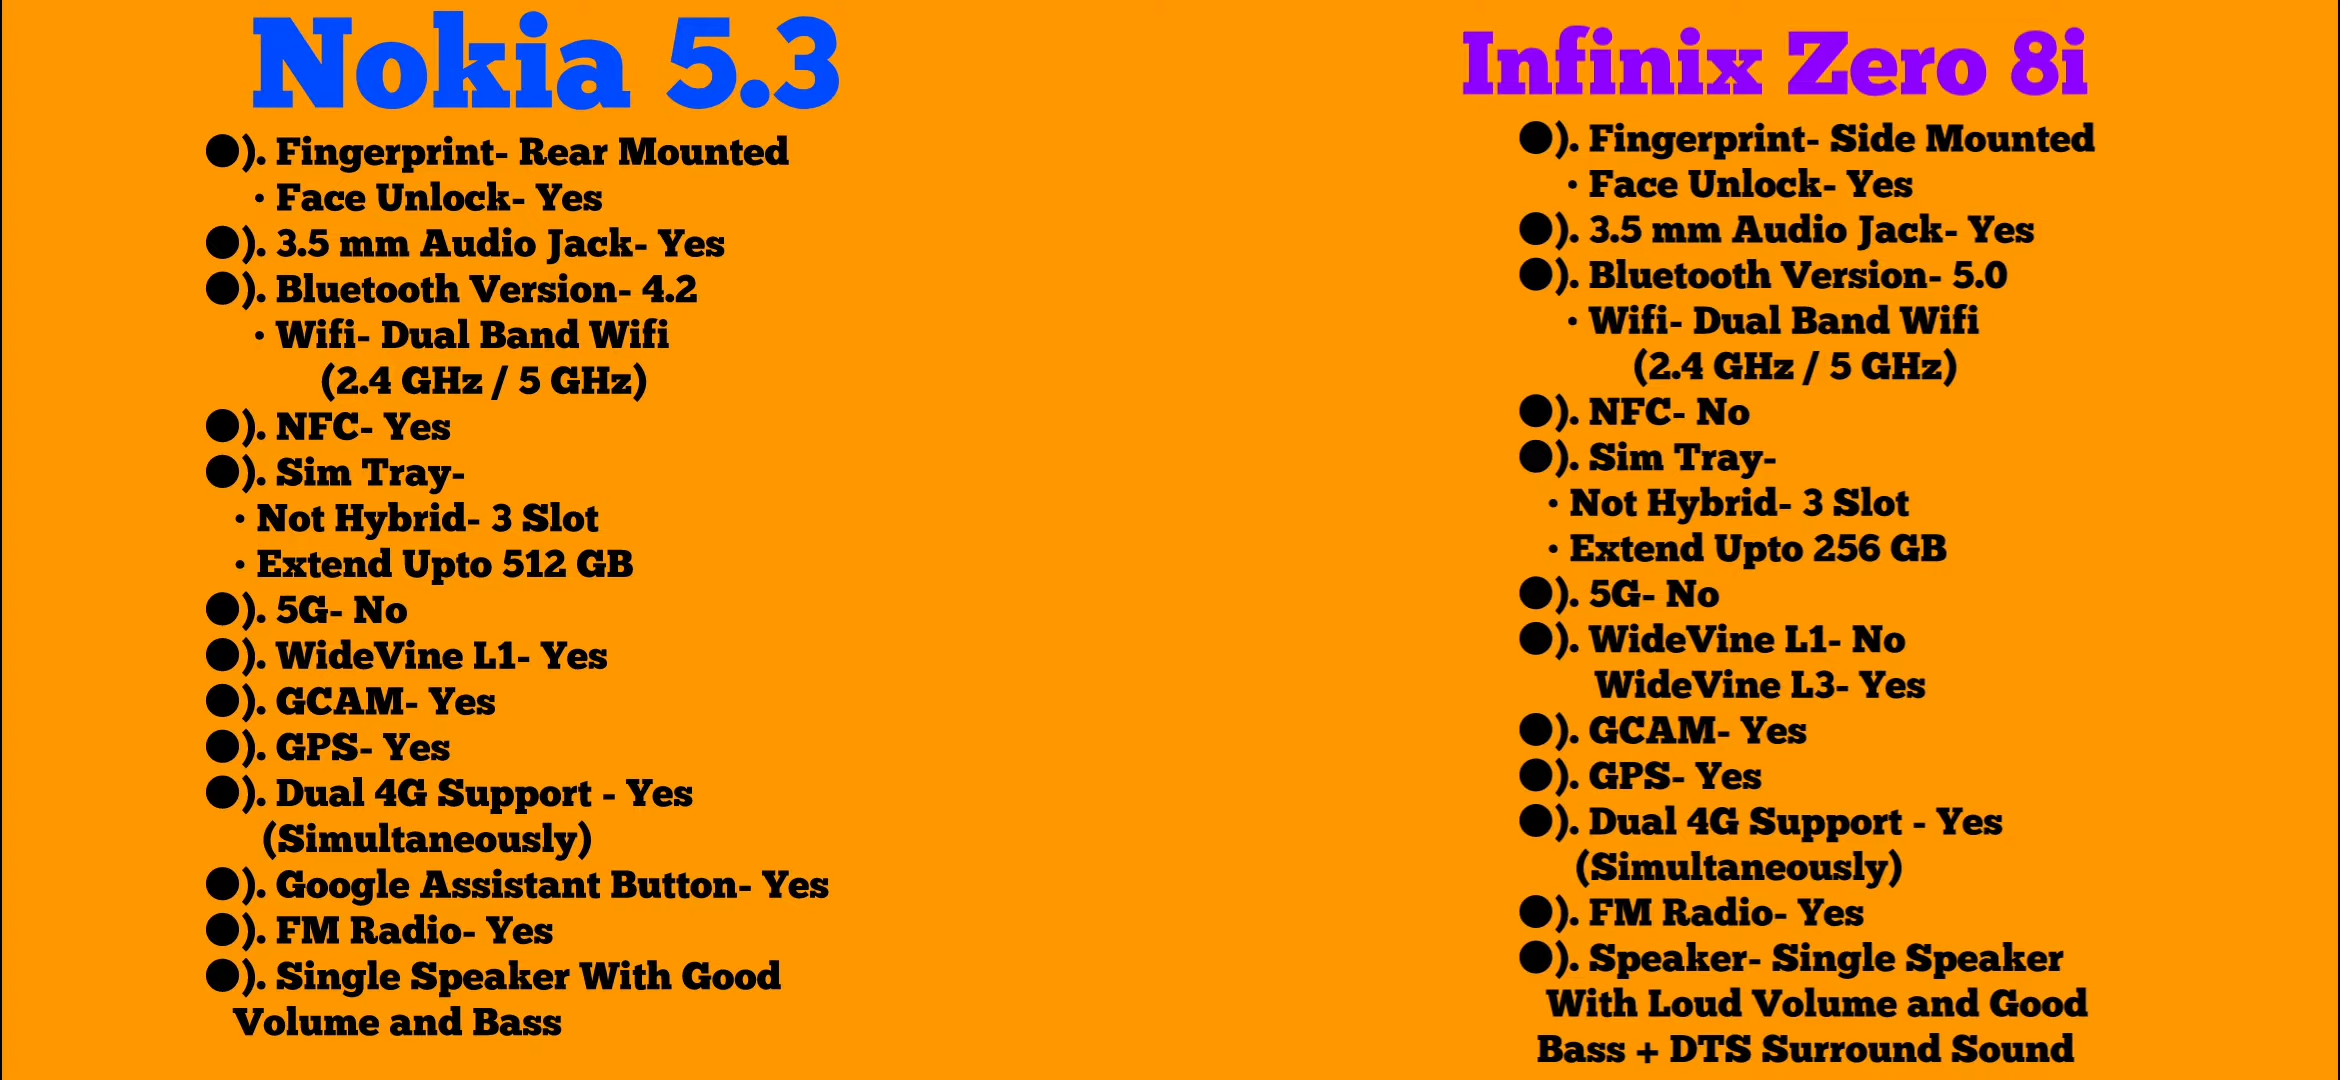 Nokia 5.3
●). Fingerprint- Rear Mounted
· Face Unlock- Yes
●). 3.5 mm Audio Jack- Yes
●). Bluetooth Version- 4.2
· Wifi- Dual Band Wifi
(2.4 GHz / 5 GHz)
●). NFC- Yes
●). Sim Tray-
· Not Hybrid- 3 Slot
· Extend Upto 512 GB
●). 5G- No
●). WideVine L1- Yes
●). GCAM- Yes
●). GPS- Yes
●). Dual 4G Support - Yes
(Simultaneously)
●). Google Assistant Button- Yes
●). FM Radio- Yes
●). Single Speaker With Good
Volume and Bass
Infinix Zero 8i
●). Fingerprint- Side Mounted
· Face Unlock- Yes
●). 3.5 mm Audio Jack- Yes
●). Bluetooth Version- 5.0
· Wifi- Dual Band Wifi
(2.4 GHz / 5 GHz)
●). NFC- No
●). Sim Tray-
· Not Hybrid- 3 Slot
· Extend Upto 256 GB
●). 5G- No
●). WideVine L1- No
WideVine L3- Yes
●). GCAM- Yes
●). GPS- Yes
●). Dual 4G Support - Yes
(Simultaneously)
●). FM Radio- Yes
●). Speaker- Single Speaker
With Loud Volume and Good
Bass + DTS Surround Sound